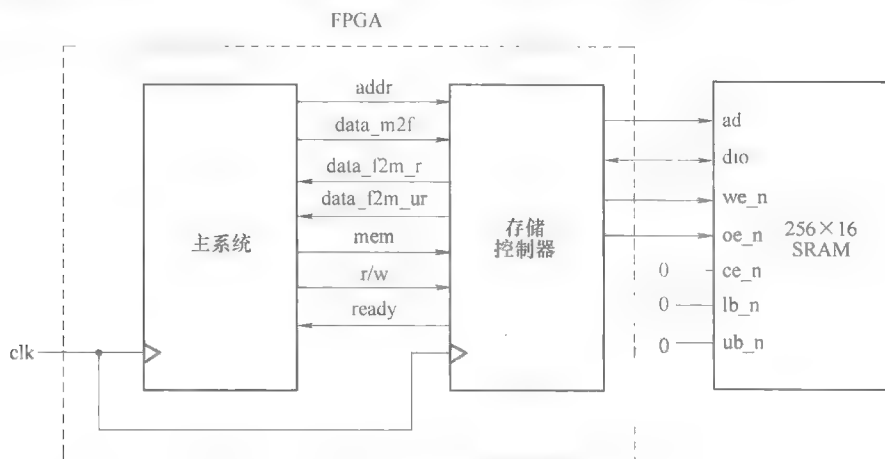 FPGA
addr
data_m2f
data_f2m_r
data_f2m_ur
mem
r/w
ready
主系统
存储
控制器
ad
dio
we_n
oe_n
0 ce_n
0 lb_n
0 ub_n
256×16
SRAM
clk